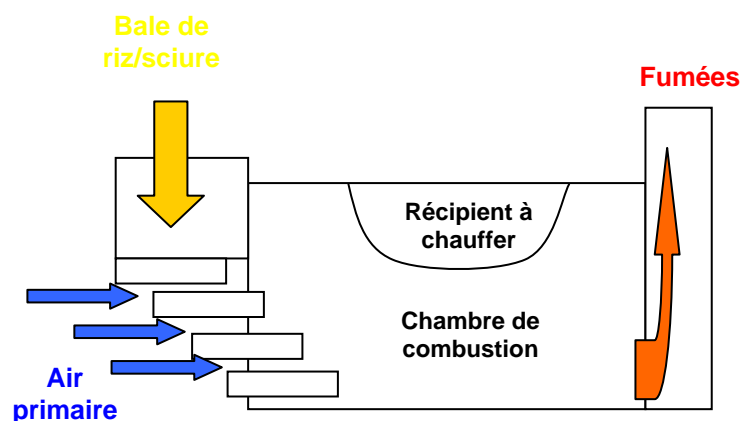 Bale de
riz/sciure
Fumées
Récipient à
chauffer
Chambre de
combustion
Air
primaire